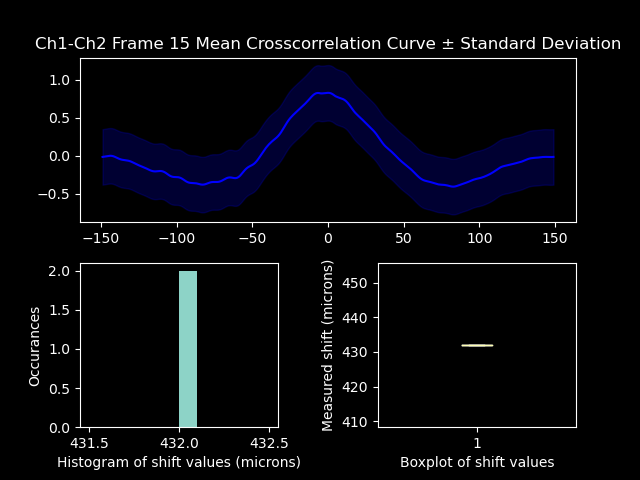 Ch1-Ch2 Frame 15 Mean Crosscorrelation Curve ± Standard Deviation
1.0
0.5
0.0
−0.5
−150 −100 −50 0 50 100 150
Occurances
2.0
1.5
1.0
0.5
0.0
431.5 432.0 432.5
Histogram of shift values (microns)
Measured shift (microns)
450
440
430
420
410
1
Boxplot of shift values